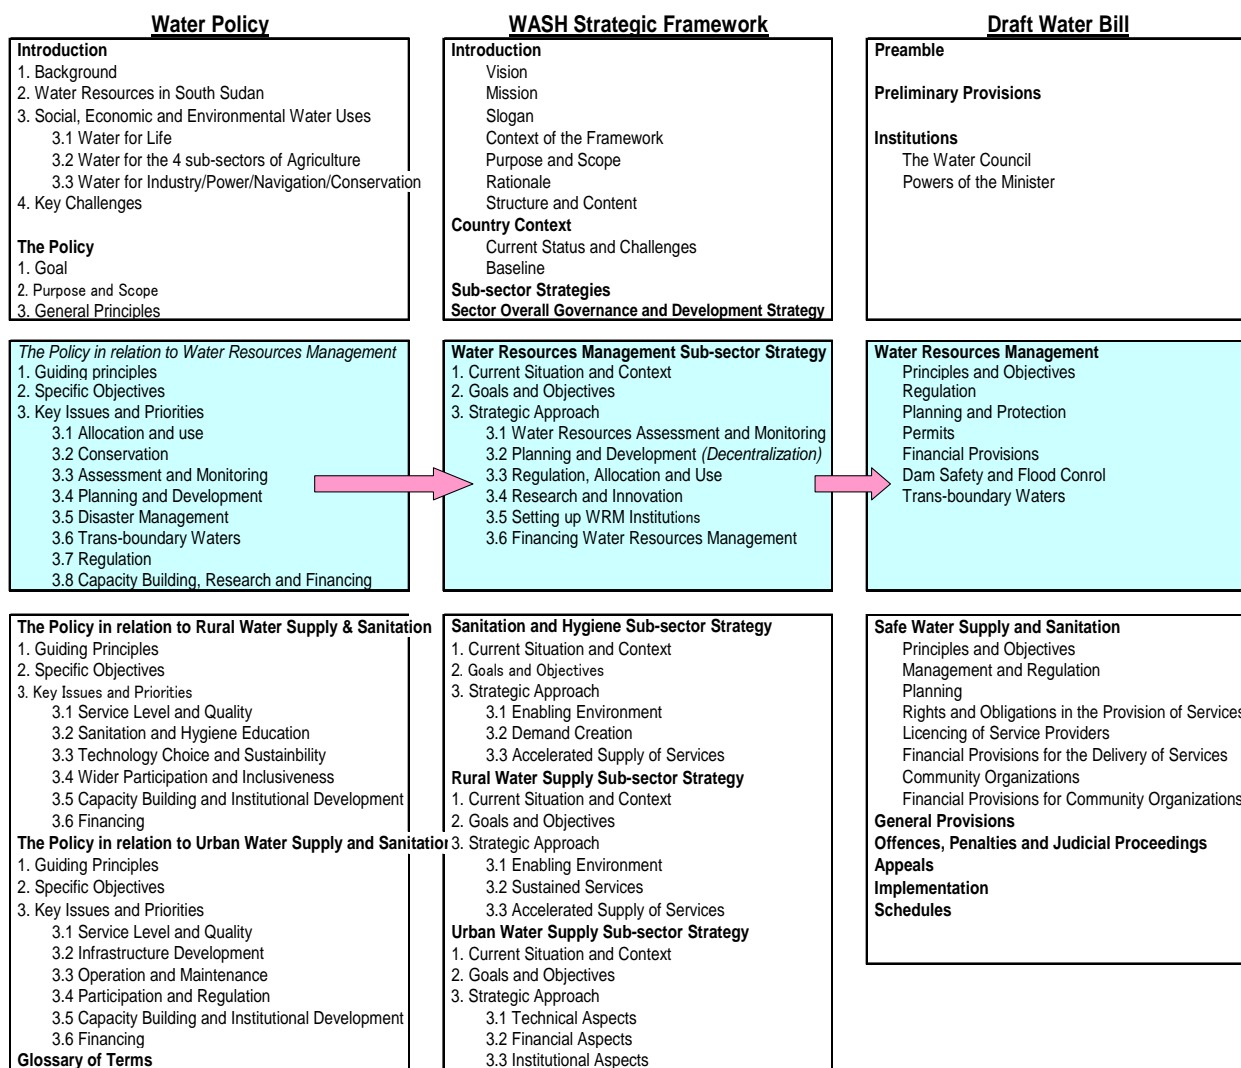 Water Policy
Introduction
1. Background
2. Water Resources in South Sudan
3. Social, Economic and Environmental Water Uses
3.1 Water for Life
3.2 Water for the 4 sub-sectors of Agriculture
3.3 Water for Industry/Power/Navigation/Conservation
4. Key Challenges
The Policy
1. Goal
2. Purpose and Scope
3. General Principles
The Policy in relation to Water Resources Management
1. Guiding principles
2. Specific Objectives
3. Key Issues and Priorities
3.1 Allocation and use
3.2 Conservation
3.3 Assessment and Monitoring
3.4 Planning and Development
3.5 Disaster Management
3.6 Trans-boundary Waters
3.7 Regulation
3.8 Capacity Building, Research and Financing
The Policy in relation to Rural Water Supply & Sanitation
1. Guiding Principles
2. Specific Objectives
3. Key Issues and Priorities
3.1 Service Level and Quality
3.2 Sanitation and Hygiene Education
3.3 Technology Choice and Sustainbility
3.4 Wider Participation and Inclusiveness
3.5 Capacity Building and Institutional Development
3.6 Financing
The Policy in relation to Urban Water Supply and Sanitation
1. Guiding Principles
2. Specific Objectives
3. Key Issues and Priorities
3.1 Service Level and Quality
3.2 Infrastructure Development
3.3 Operation and Maintenance
3.4 Participation and Regulation
3.5 Capacity Building and Institutional Development
3.6 Financing
Glossary of Terms
WASH Strategic Framework
Introduction
Vision
Mission
Slogan
Context of the Framework
Purpose and Scope
Rationale
Structure and Content
Country Context
Current Status and Challenges
Baseline
Sub-sector Strategies
Sector Overall Governance and Development Strategy
Water Resources Management Sub-sector Strategy
1. Current Situation and Context
2. Goals and Objectives
3. Strategic Approach
3.1 Water Resources Assessment and Monitoring
3.2 Planning and Development (Decentralization)
3.3 Regulation, Allocation and Use
3.4 Research and Innovation
3.5 Setting up WRM Institutions
3.6 Financing Water Resources Management
Sanitation and Hygiene Sub-sector Strategy
1. Current Situation and Context
2. Goals and Objectives
3. Strategic Approach
3.1 Enabling Environment
3.2 Demand Creation
3.3 Accelerated Supply of Services
Rural Water Supply Sub-sector Strategy
1. Current Situation and Context
2. Goals and Objectives
3. Strategic Approach
3.1 Enabling Environment
3.2 Sustained Services
3.3 Accelerated Supply of Services
Urban Water Supply Sub-sector Strategy
1. Current Situation and Context
2. Goals and Objectives
3. Strategic Approach
3.1 Technical Aspects
3.2 Financial Aspects
3.3 Institutional Aspects
Draft Water Bill
Preamble
Preliminary Provisions
Institutions
The Water Council
Powers of the Minister
Water Resources Management
Principles and Objectives
Regulation
Planning and Protection
Permits
Financial Provisions
Dam Safety and Flood Conrol
Trans-boundary Waters
Safe Water Supply and Sanitation
Principles and Objectives
Management and Regulation
Planning
Rights and Obligations in the Provision of Services
Licencing of Service Providers
Financial Provisions for the Delivery of Services
Community Organizations
Financial Provisions for Community Organizations
General Provisions
Offences, Penalties and Judicial Proceedings
Appeals
Implementation
Schedules